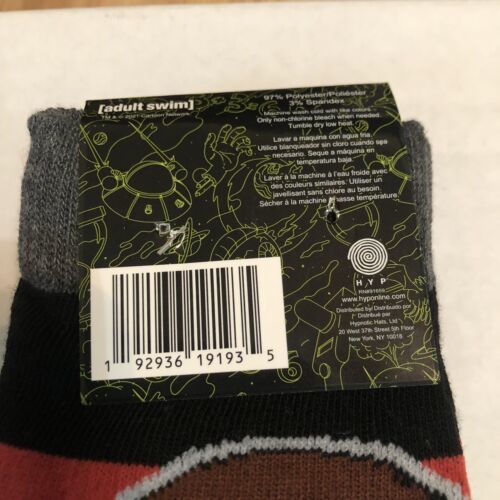 [adult swim]
TM & © 2021 Cartoon Network
97% Polyester/Poliéster
3% Spandex
Machine wash cold with like colors
Only non-chlorine bleach when needed.
Tumble dry low heat.
Lavar a maquina con agua tria.
Utilice blanqueador sin cloro cuando sea
necesario. Seque a máquina en
temperatura baja.
Laver à la machine à l'eau froide avec
des couleurs similaires. Utiliser un
javellisant sans chlore au besoin.
Sécher à la machine basse température.
HYP
www.hyponline.com
Distributed by/ Distribuido por
/* Distribué par
Hypnotic Hats, Ltd
20 West 37th Street 5th Floor
New York, NY 10018
1 92936 19193 5